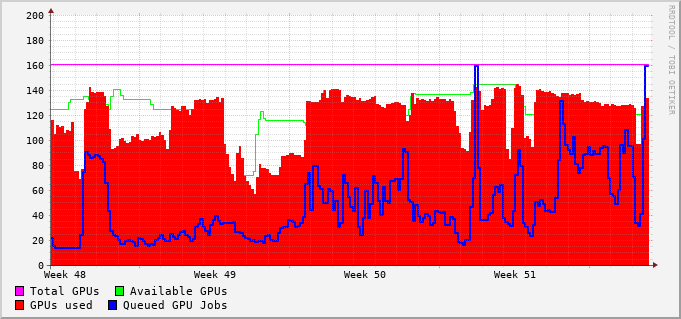 200
180
160
140
120
100
80
60
40
20
0
Week 48 Week 49 Week 50 Week 51
Total GPUs Available GPUs
GPUs used Queued GPU Jobs
RRDTOOL / TOBI OETIKER